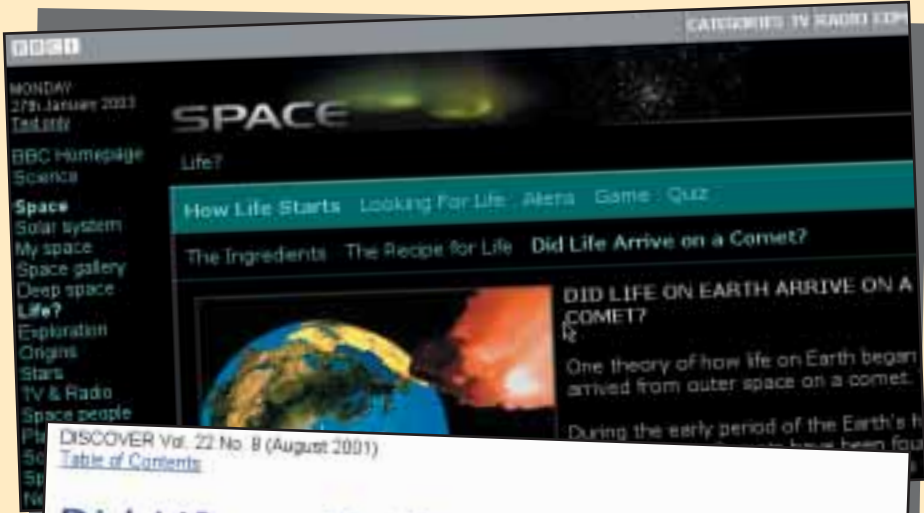 BBCi
CATEGORIES TV RADIO COM
MONDAY
27th January 2003
Text only
BBC Homepage
Science
Space
Solar system
My space
Space gallery
Deep space
Life?
Exploration
Origins
Stars
TV & Radio
Space people
SPACE
Life?
How Life Starts Looking For Life Aliens Game Quiz
The Ingredients The Recipe for Life Did Life Arrive on a Comet?
DID LIFE ON EARTH ARRIVE ON A
COMET?
One theory of how life on Earth began
arrived from outer space on a comet.
During the early period of the Earth's
have been
DISCOVER Vol. 22 No. 8 (August 2001)
Table of Contents